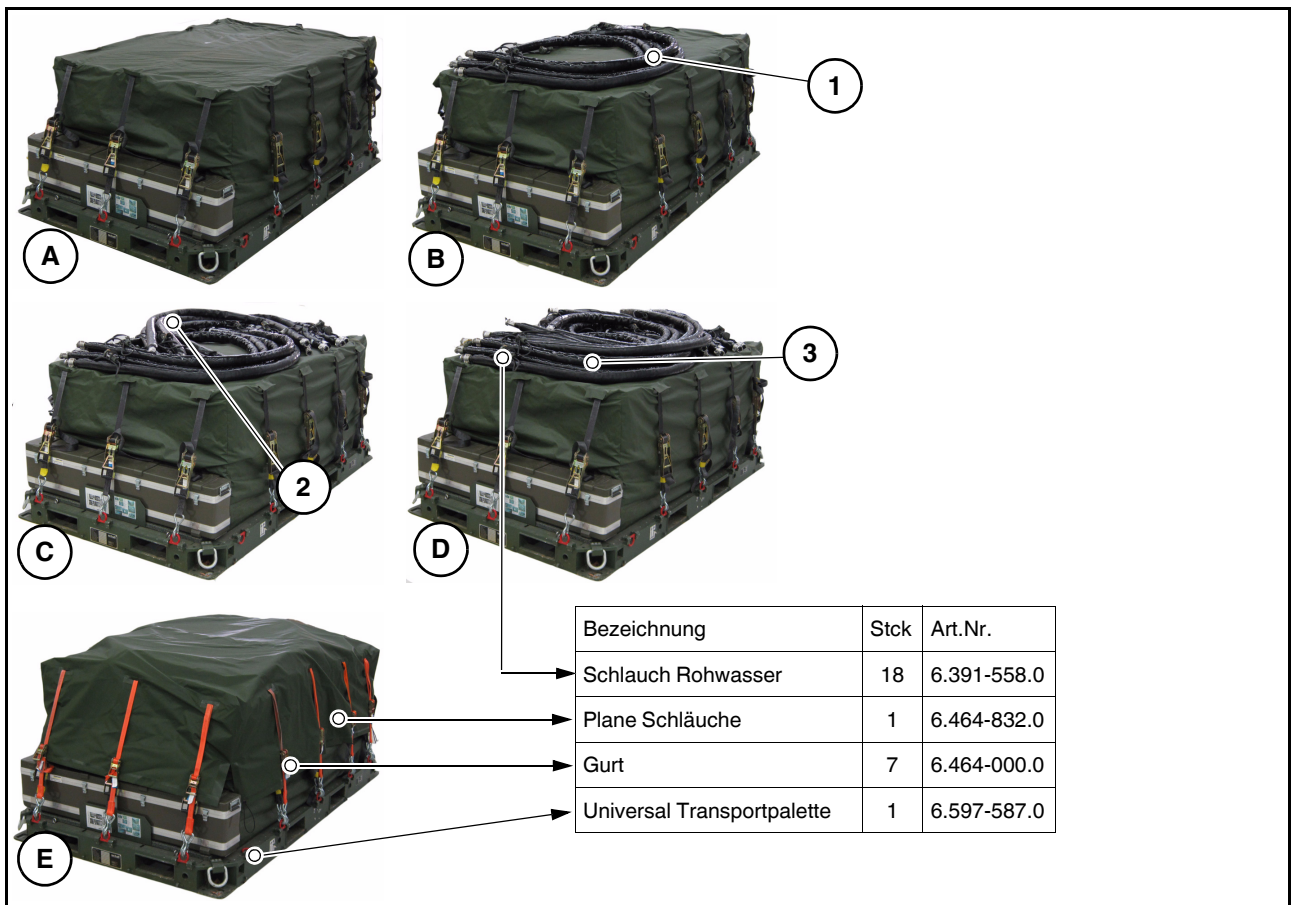 A
B
1
C
2
D
3
E
Bezeichnung Stck Art.Nr.
Schlauch Rohwasser 18 6.391-558.0
Plane Schläuche 1 6.464-832.0
Gurt 7 6.464-000.0
Universal Transportpalette 1 6.597-587.0